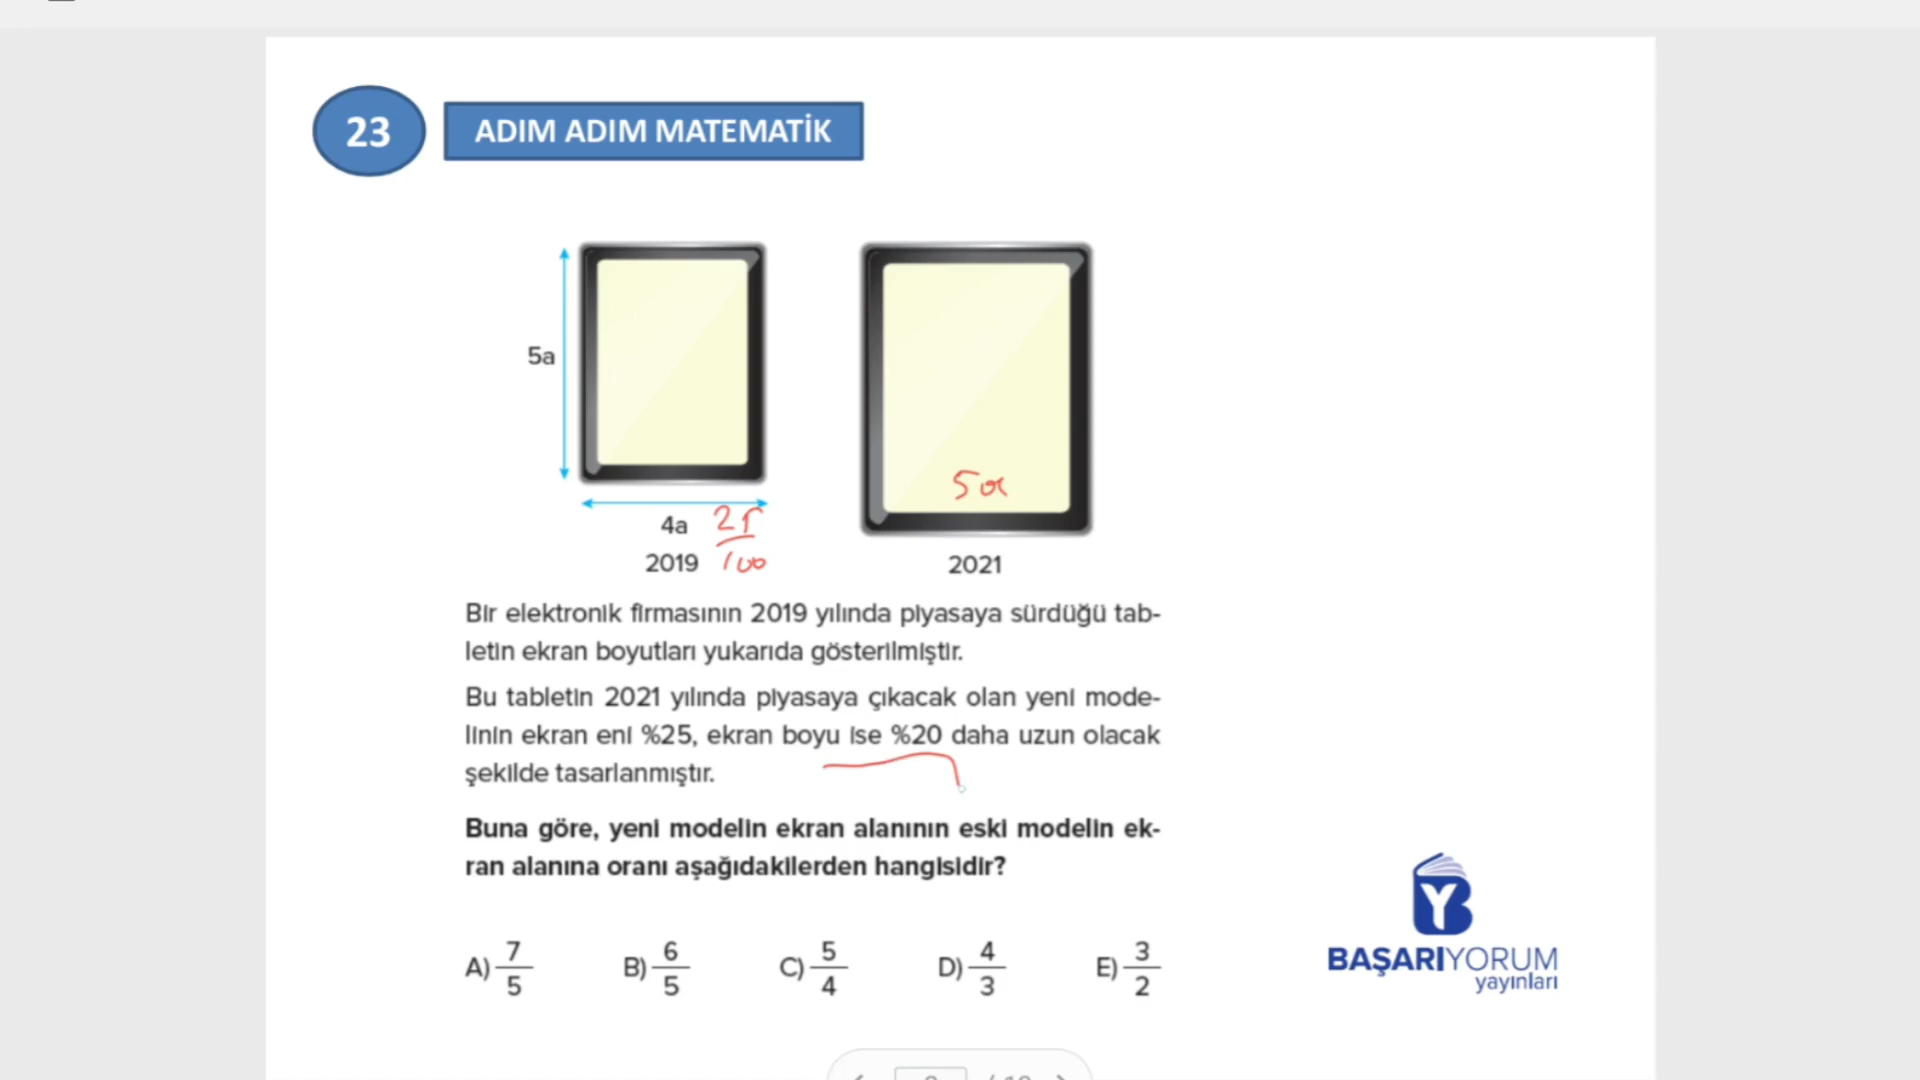 23
ADIM ADIM MATEMATİK
5a
5a
4a
25
100
2019
2021
Bir elektronik firmasının 2019 yılında piyasaya sürdüğü tab-
letin ekran boyutları yukarıda gösterilmiştir.
Bu tabletin 2021 yılında piyasaya çıkacak olan yeni mode-
linin ekran eni %25, ekran boyu ise %20 daha uzun olacak
şekilde tasarlanmıştır.
Buna göre, yeni modelin ekran alanının eski modelin ek-
ran alanına oranı aşağıdakilerden hangisidir?
A) 7/5 B) 6/5 C) 5/4 D) 4/3 E) 3/2
BAŞARIYORUM
yayınları